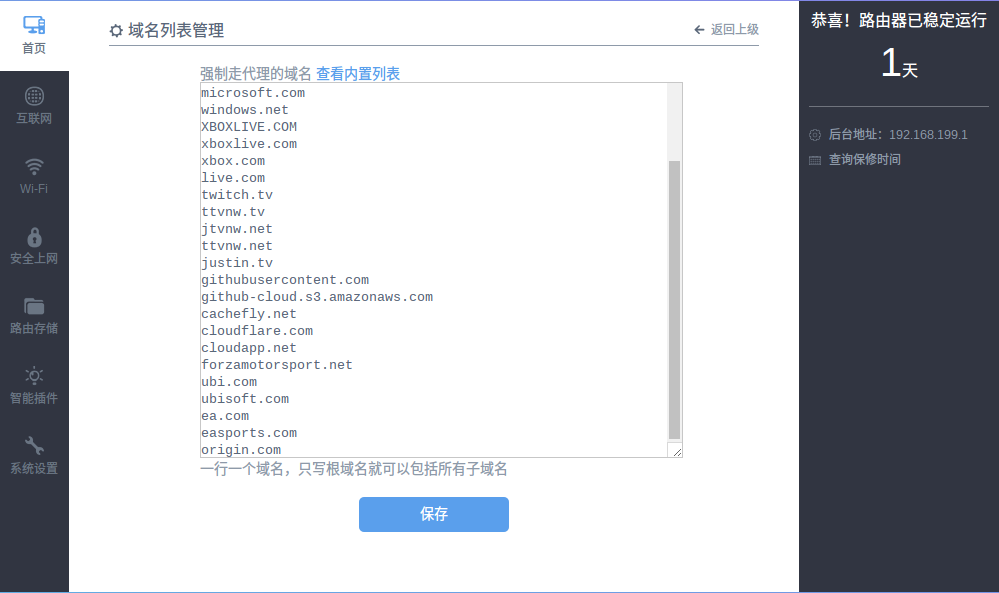 首页
互联网
Wi-Fi
安全上网
路由存储
智能插件
系统设置
域名列表管理
返回上级
强制走代理的域名 查看内置列表
microsoft.com
windows.net
XBOXLIVE.COM
xboxlive.com
xbox.com
live.com
twitch.tv
ttvnw.tv
jtvnw.net
ttvnw.net
justin.tv
githubusercontent.com
github-cloud.s3.amazonaws.com
cachefly.net
cloudflare.com
cloudapp.net
forzamotorsport.net
ubi.com
ubisoft.com
ea.com
easports.com
origin.com
一行一个域名，只写根域名就可以包括所有子域名
保存
恭喜！路由器已稳定运行
1天
后台地址：192.168.199.1
查询保修时间